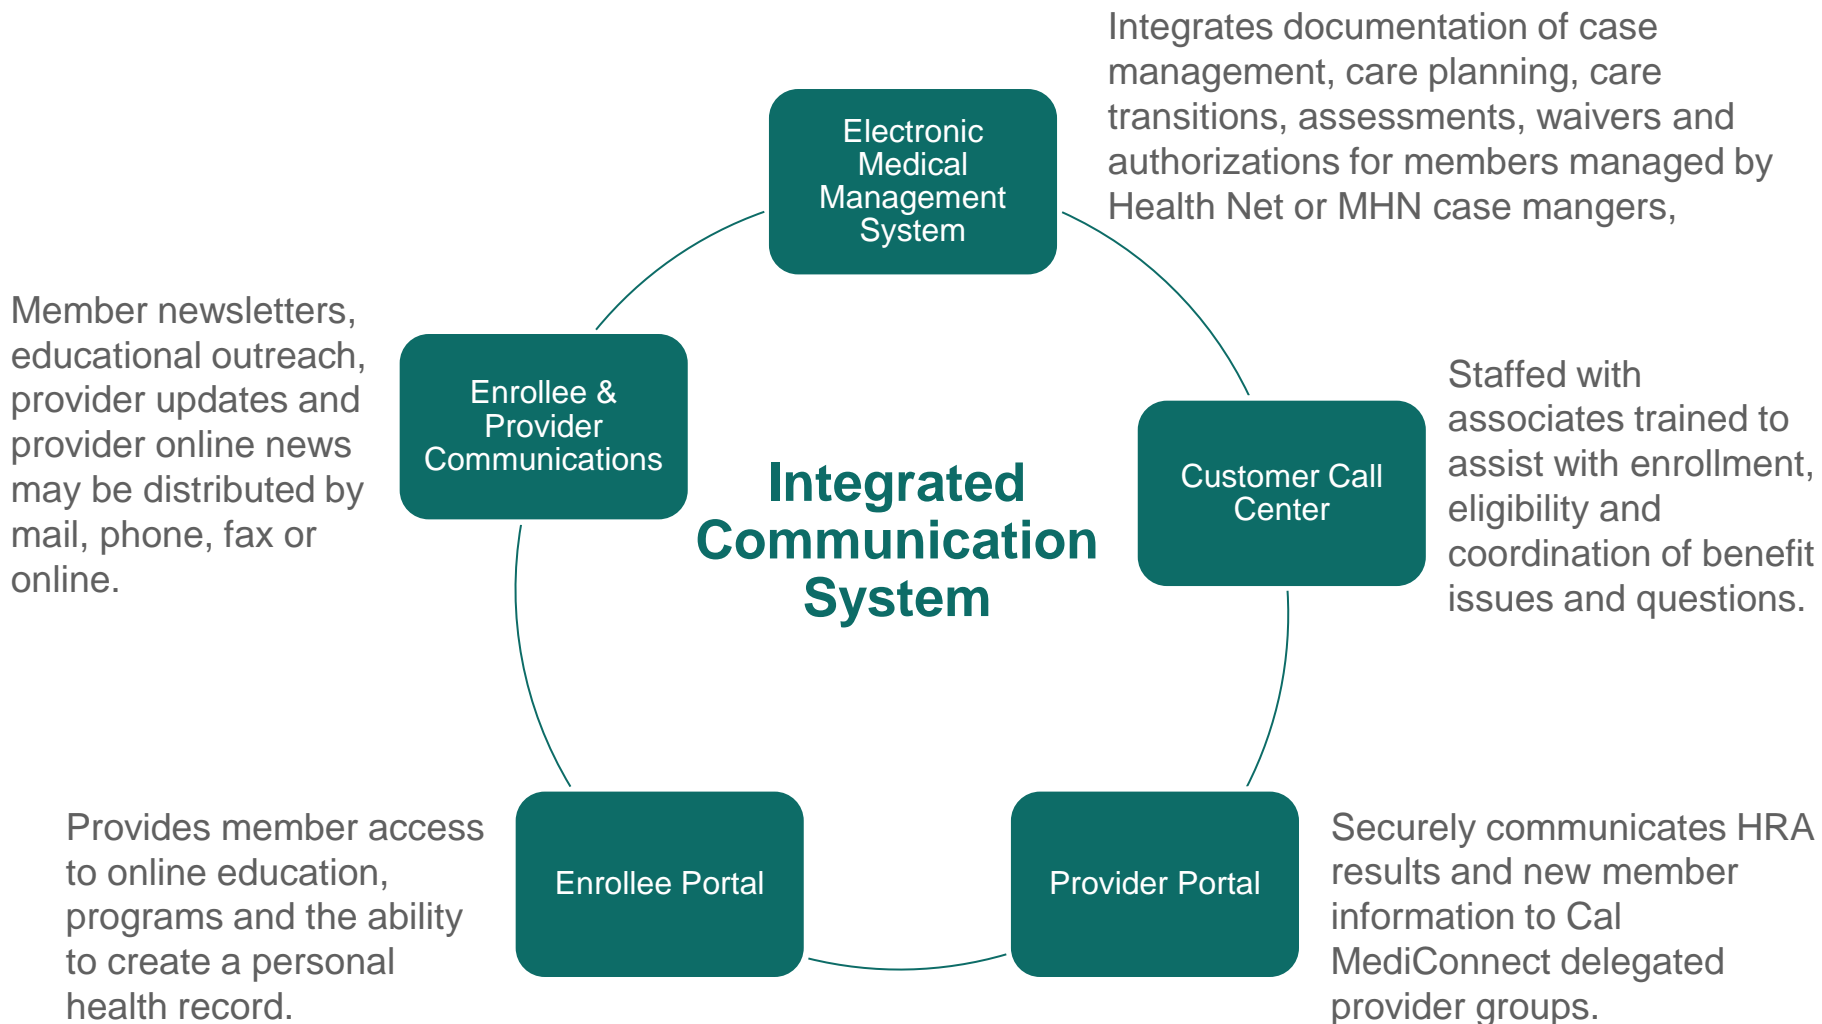 Integrates documentation of case
management, care planning, care
transitions, assessments, waivers and
authorizations for members managed by
Health Net or MHN case mangers,
Electronic
Medical
Management
System
Member newsletters,
educational outreach,
provider updates and
provider online news
may be distributed by
mail, phone, fax or
online.
Enrollee &
Provider
Communications
Integrated
Communication
System
Customer Call
Center
Staffed with
associates trained to
assist with enrollment,
eligibility and
coordination of benefit
issues and questions.
Provides member access
to online education,
programs and the ability
to create a personal
health record.
Enrollee Portal
Provider Portal
Securely communicates HRA
results and new member
information to Cal
MediConnect delegated
provider groups.